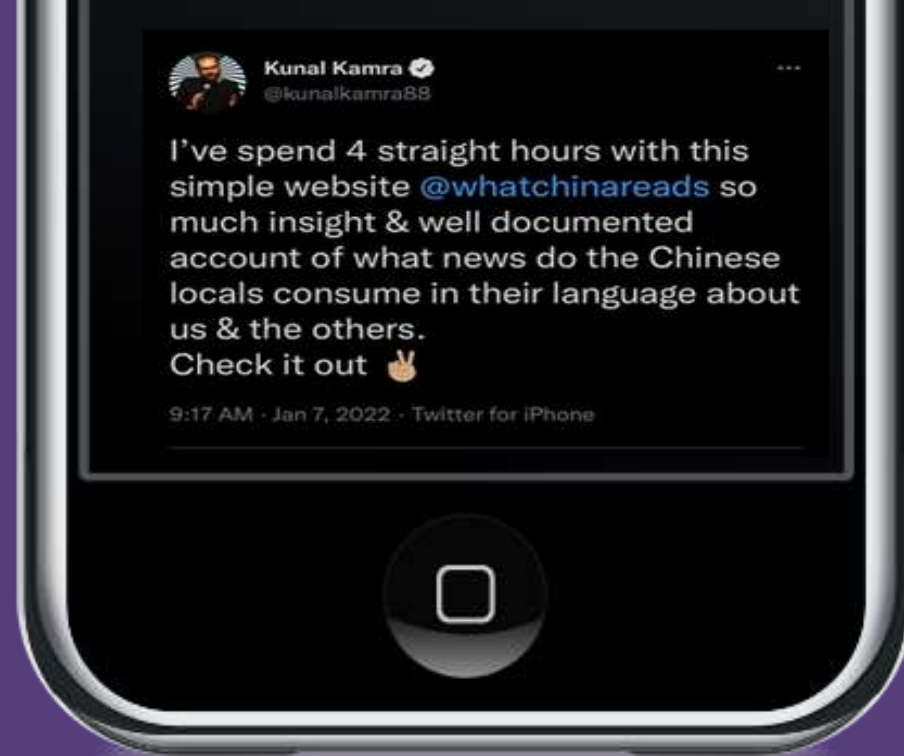 Kunal Kamra
@kunalkamra88
I've spend 4 straight hours with this
simple website @whatchinareads so
much insight & well documented
account of what news do the Chinese
locals consume in their language about
us & the others.
Check it out ✌🏼
9:17 AM · Jan 7, 2022 · Twitter for iPhone